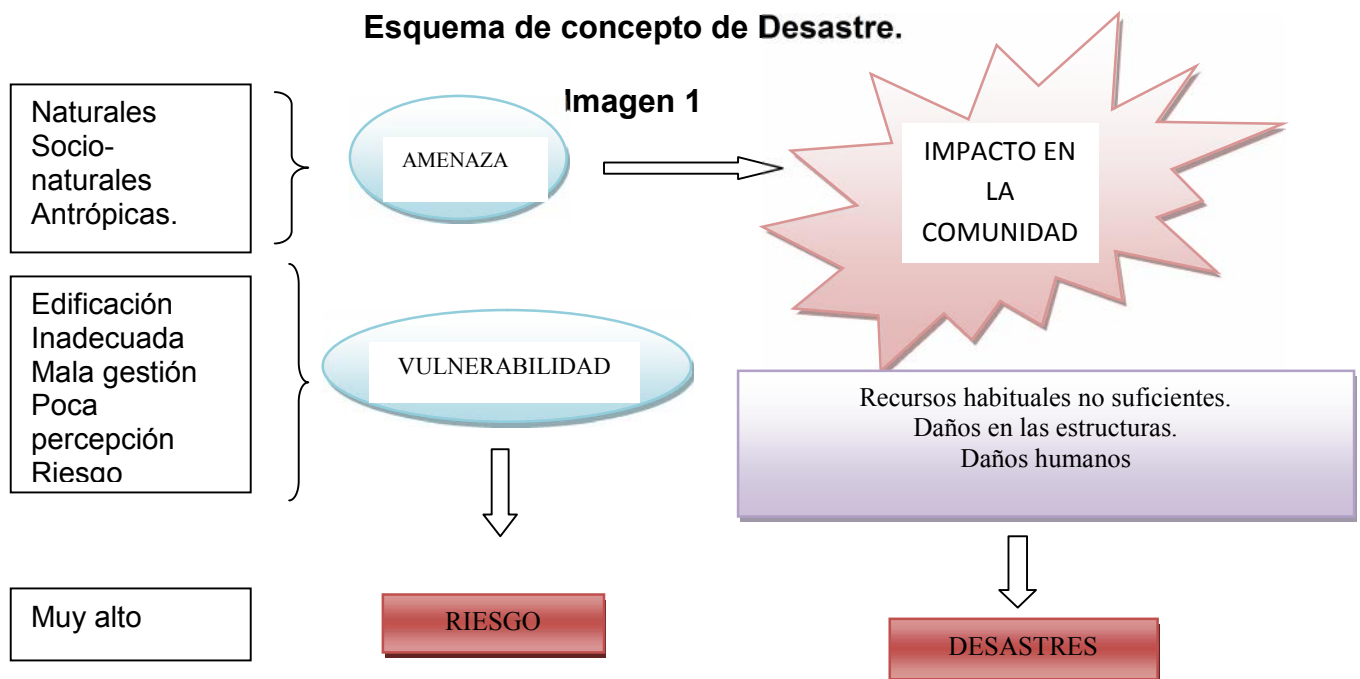 Esquema de concepto de Desastre.
Imagen 1
Naturales
Socio-
naturales
Antrópicas.
AMENAZA
IMPACTO EN
LA
COMUNIDAD
Edificación
Inadecuada
Mala gestión
Poca
percepción
Riesgo
VULNERABILIDAD
Recursos habituales no suficientes.
Daños en las estructuras.
Daños humanos
Muy alto
RIESGO
DESASTRES